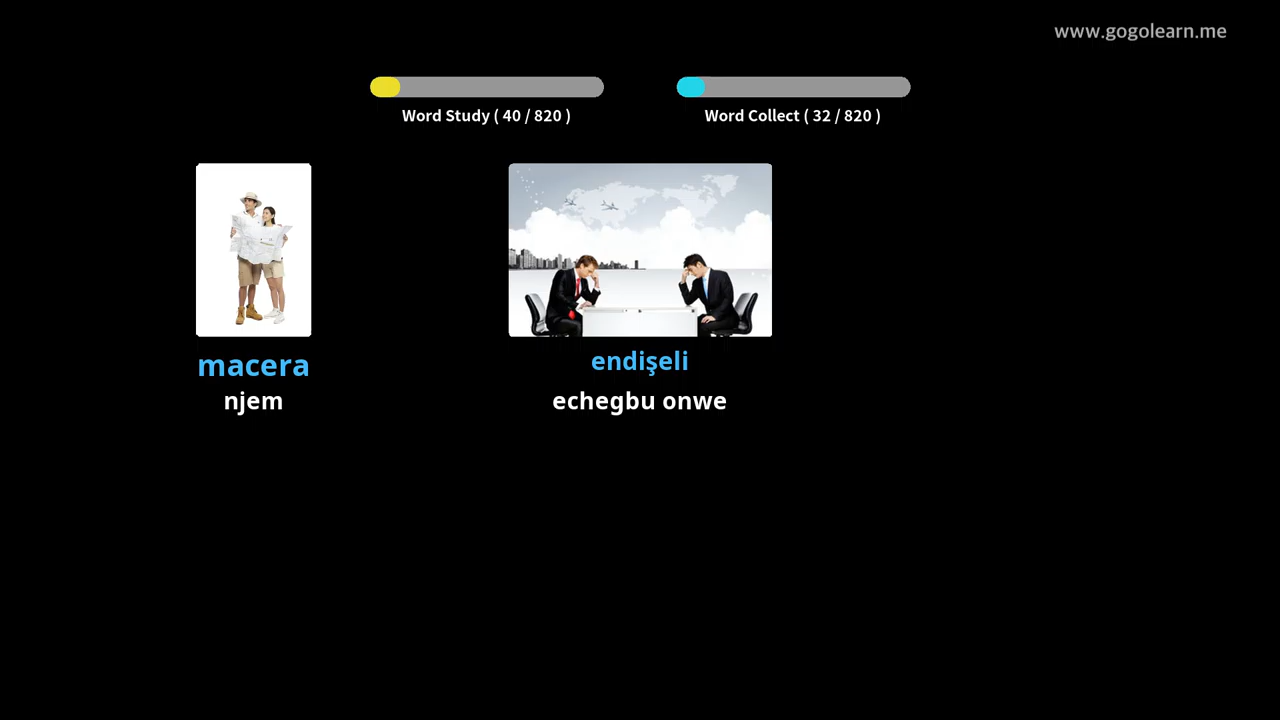 www.gogolearn.me
Word Study ( 40 / 820 )
Word Collect ( 32 / 820 )
macera
njem
endişeli
echegbu onwe